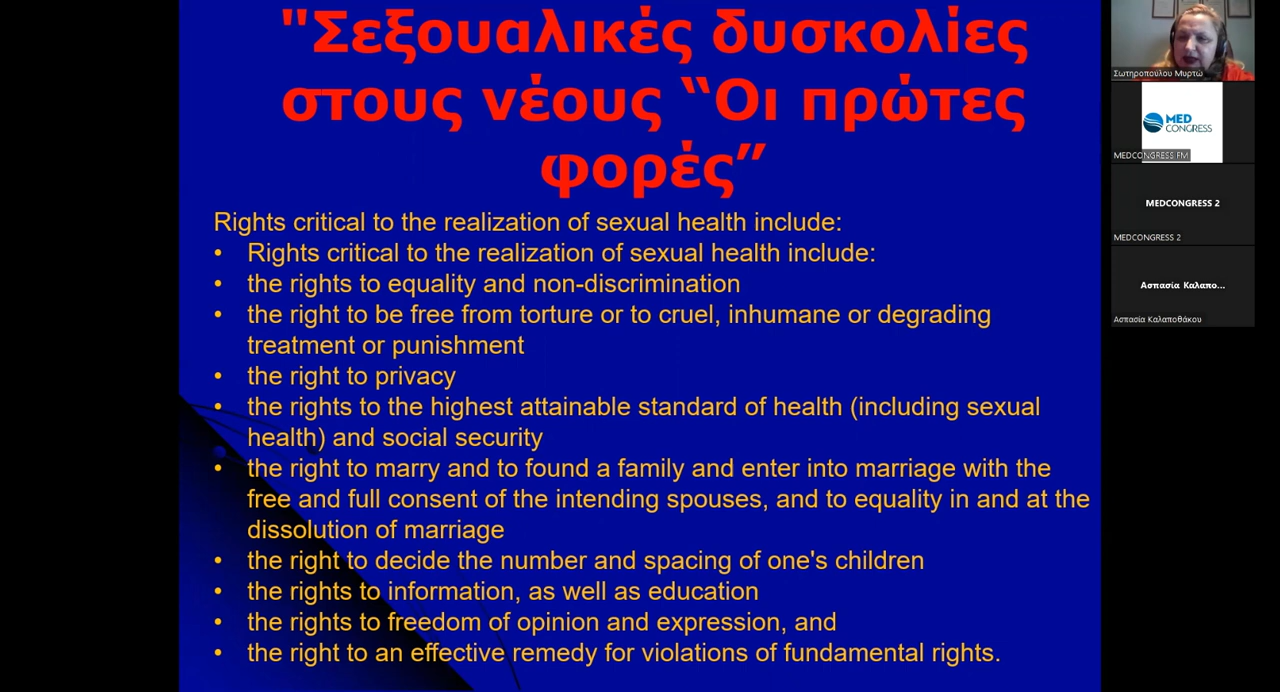 "Σεξουαλικές δυσκολίες
στους νέους “Οι πρώτες
φορές”
Rights critical to the realization of sexual health include:
• Rights critical to the realization of sexual health include:
• the rights to equality and non-discrimination
• the right to be free from torture or to cruel, inhumane or degrading
treatment or punishment
• the right to privacy
• the rights to the highest attainable standard of health (including sexual
health) and social security
• the right to marry and to found a family and enter into marriage with the
free and full consent of the intending spouses, and to equality in and at the
dissolution of marriage
• the right to decide the number and spacing of one's children
• the rights to information, as well as education
• the rights to freedom of opinion and expression, and
• the right to an effective remedy for violations of fundamental rights.
Σωτηροπούλου Μυρτώ
MED
CONGRESS
MEDCONGRESS FM
MEDCONGRESS 2
MEDCONGRESS 2
Ασπασία Καλαπο...
Ασπασία Καλαποθάκου